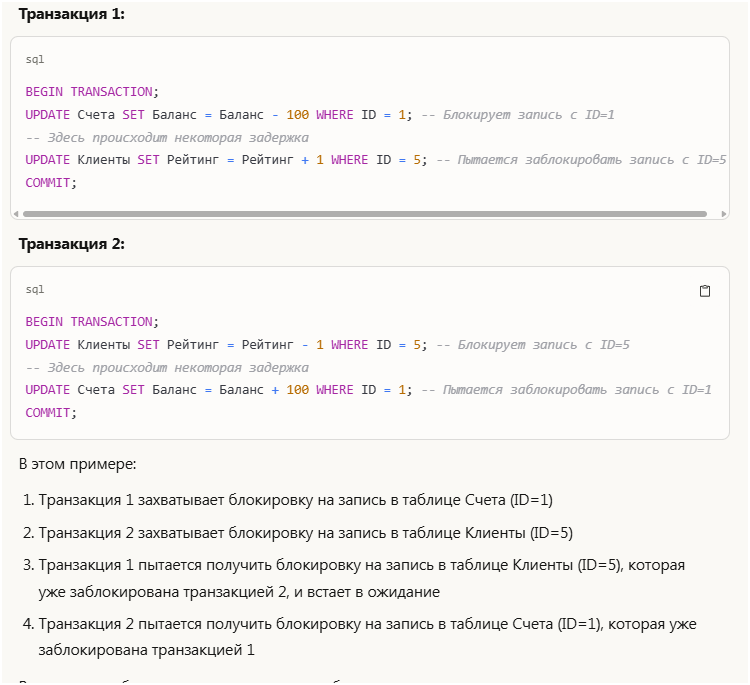 Транзакция 1:
sql
BEGIN TRANSACTION;
UPDATE Счета SET Баланс = Баланс - 100 WHERE ID = 1; -- Блокирует запись с ID=1
-- Здесь происходит некоторая задержка
UPDATE Клиенты SET Рейтинг = Рейтинг + 1 WHERE ID = 5; -- Пытается заблокировать запись с ID=5
COMMIT;
Транзакция 2:
sql
BEGIN TRANSACTION;
UPDATE Клиенты SET Рейтинг = Рейтинг - 1 WHERE ID = 5; -- Блокирует запись с ID=5
-- Здесь происходит некоторая задержка
UPDATE Счета SET Баланс = Баланс + 100 WHERE ID = 1; -- Пытается заблокировать запись с ID=1
COMMIT;
В этом примере:
1. Транзакция 1 захватывает блокировку на запись в таблице Счета (ID=1)
2. Транзакция 2 захватывает блокировку на запись в таблице Клиенты (ID=5)
3. Транзакция 1 пытается получить блокировку на запись в таблице Клиенты (ID=5), которая
уже заблокирована транзакцией 2, и встает в ожидание
4. Транзакция 2 пытается получить блокировку на запись в таблице Счета (ID=1), которая уже
заблокирована транзакцией 1